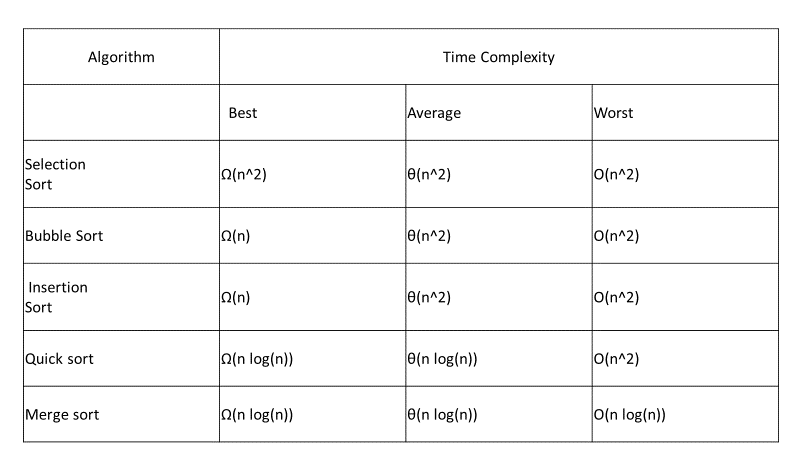 Algorithm Time Complexity
Best Average Worst
Selection
Sort Ω(n^2) θ(n^2) O(n^2)
Bubble Sort Ω(n) θ(n^2) O(n^2)
Insertion
Sort Ω(n) θ(n^2) O(n^2)
Quick sort Ω(n log(n)) θ(n log(n)) O(n^2)
Merge sort Ω(n log(n)) θ(n log(n)) O(n log(n))